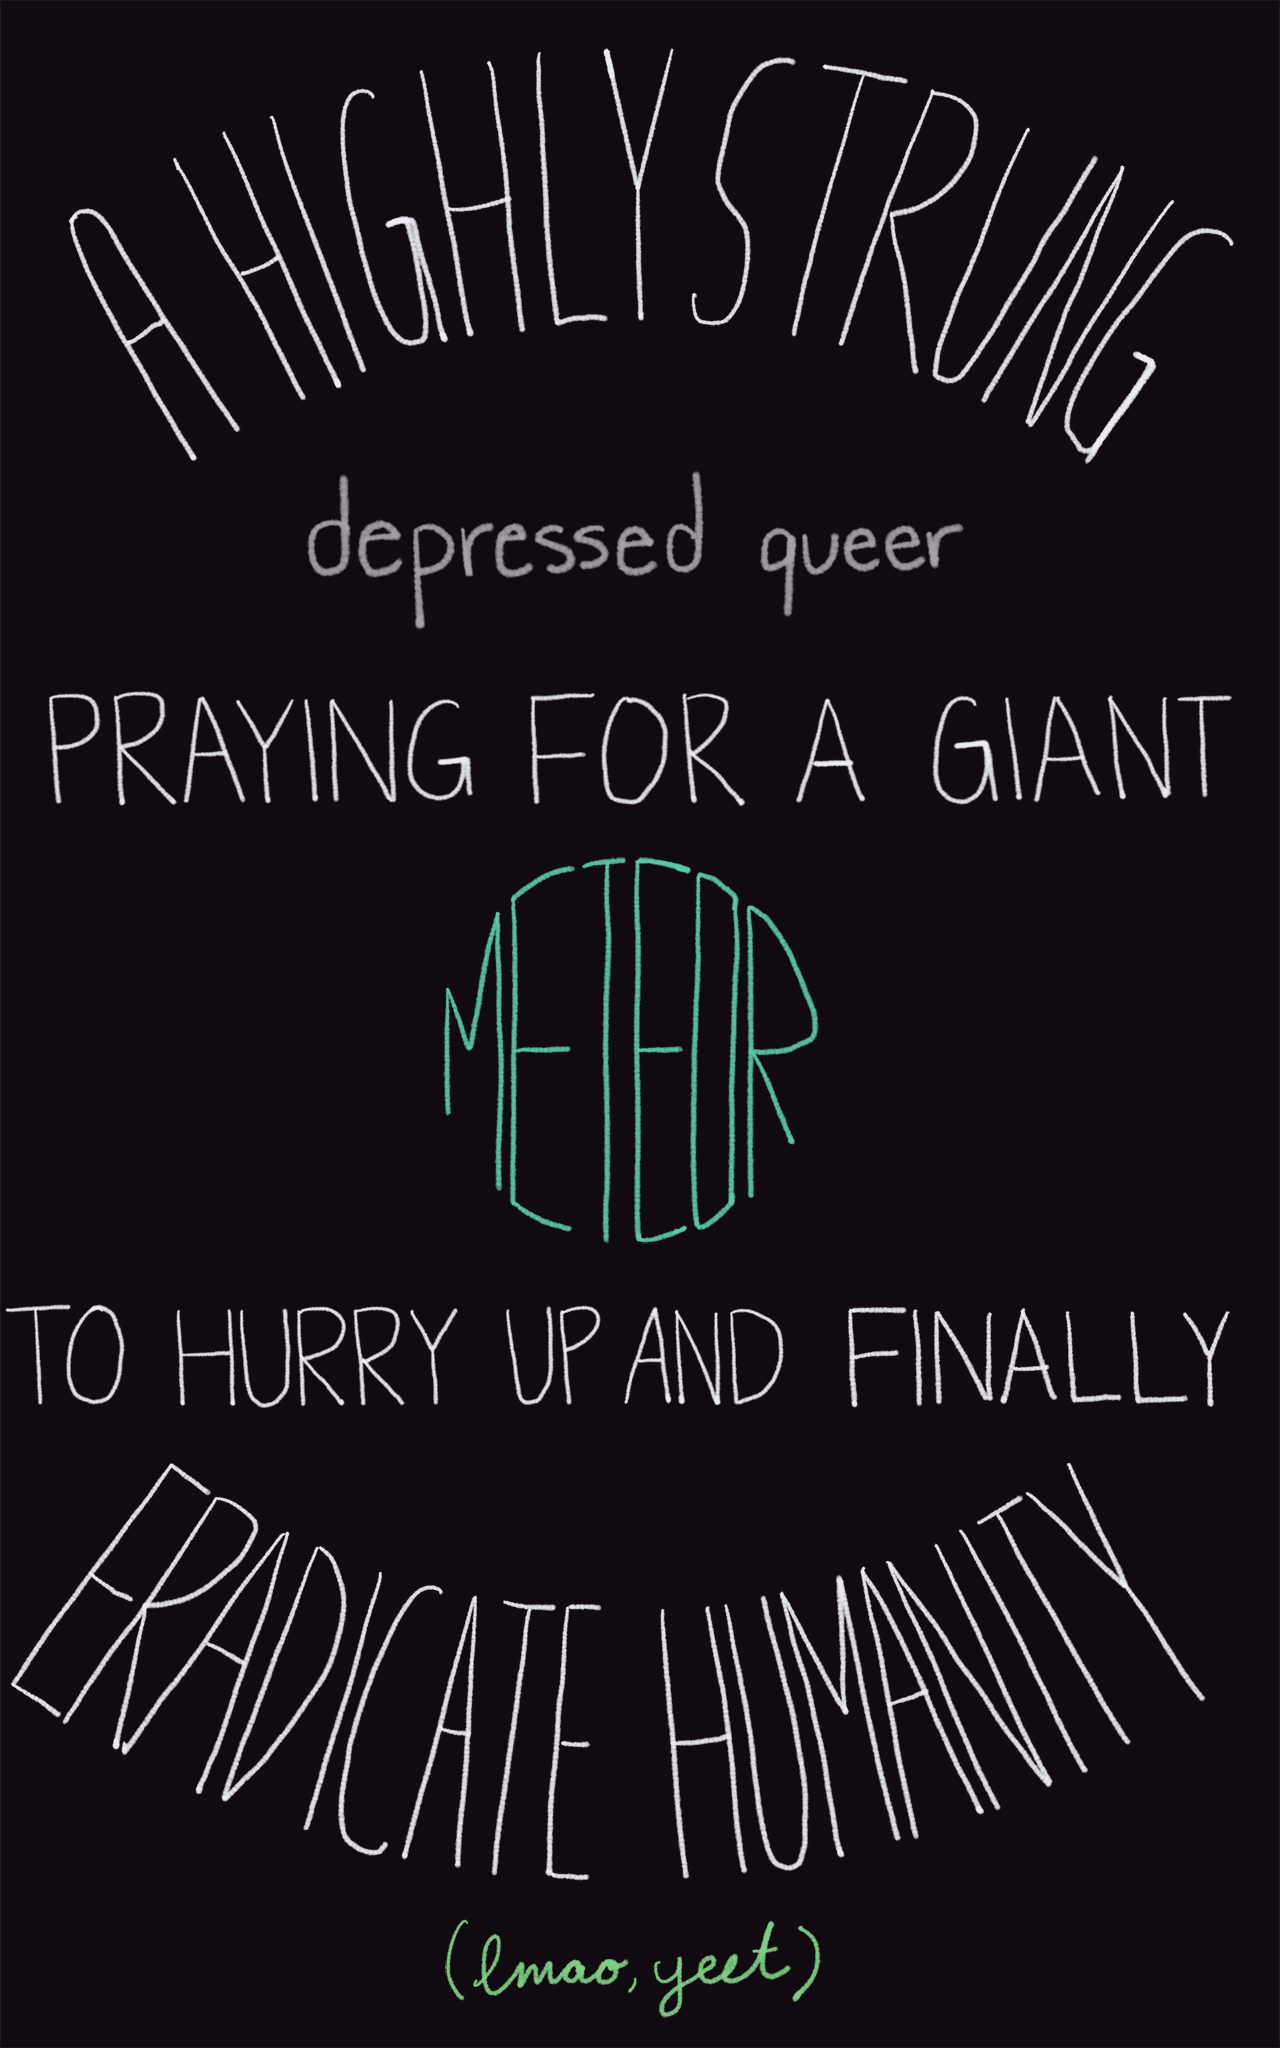 A HIGHLY STRUNG
depressed queer
PRAYING FOR A GIANT
METEOR
TO HURRY UP AND FINALLY
ERADICATE HUMANITY
(lmao, yeet)